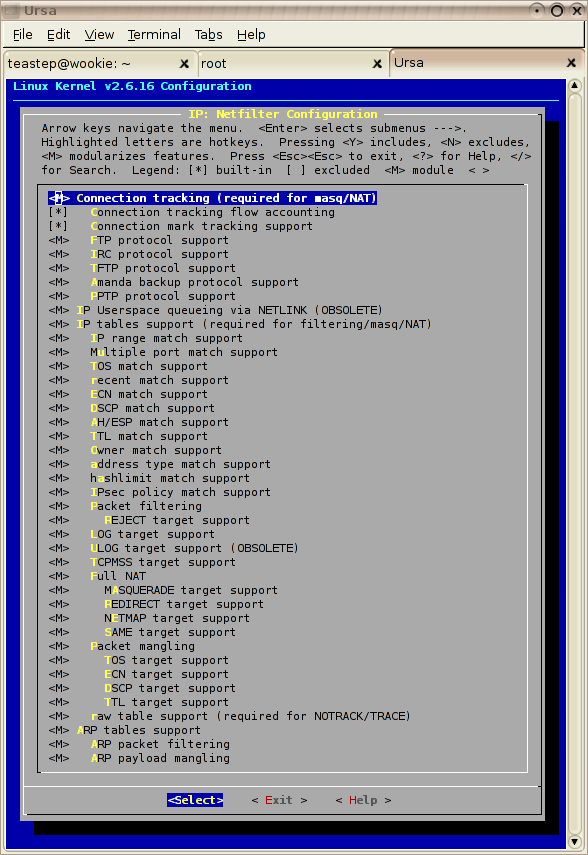 Ursa
File Edit View Terminal Tabs Help
teastep@wookie: ~ root Ursa
Linux Kernel v2.6.16 Configuration
IP: Netfilter Configuration
Arrow keys navigate the menu. <Enter> selects submenus --->.
Highlighted letters are hotkeys. Pressing <Y> includes, <N> excludes,
<M> modularizes features. Press <Esc><Esc> to exit, <?> for Help, </>
for Search. Legend: [*] built-in [ ] excluded <M> module < >
<M> Connection tracking (required for masq/NAT)
[*] Connection tracking flow accounting
[*] Connection mark tracking support
<M> FTP protocol support
<M> IRC protocol support
<M> TFTP protocol support
<M> Amanda backup protocol support
<M> PPTP protocol support
<M> IP Userspace queueing via NETLINK (OBSOLETE)
<M> IP tables support (required for filtering/masq/NAT)
<M> IP range match support
<M> Multiple port match support
<M> TOS match support
<M> recent match support
<M> ECN match support
<M> DSCP match support
<M> AH/ESP match support
<M> TTL match support
<M> Owner match support
<M> address type match support
<M> hashlimit match support
<M> IPsec policy match support
<M> Packet filtering
<M> REJECT target support
<M> LOG target support
<M> ULOG target support (OBSOLETE)
<M> TCPMSS target support
<M> Full NAT
<M> MASQUERADE target support
<M> REDIRECT target support
<M> NETMAP target support
<M> SAME target support
<M> Packet mangling
<M> TOS target support
<M> ECN target support
<M> DSCP target support
<M> TTL target support
<M> raw table support (required for NOTRACK/TRACE)
<M> ARP tables support
<M> ARP packet filtering
<M> ARP payload mangling
<Select> < Exit > < Help >